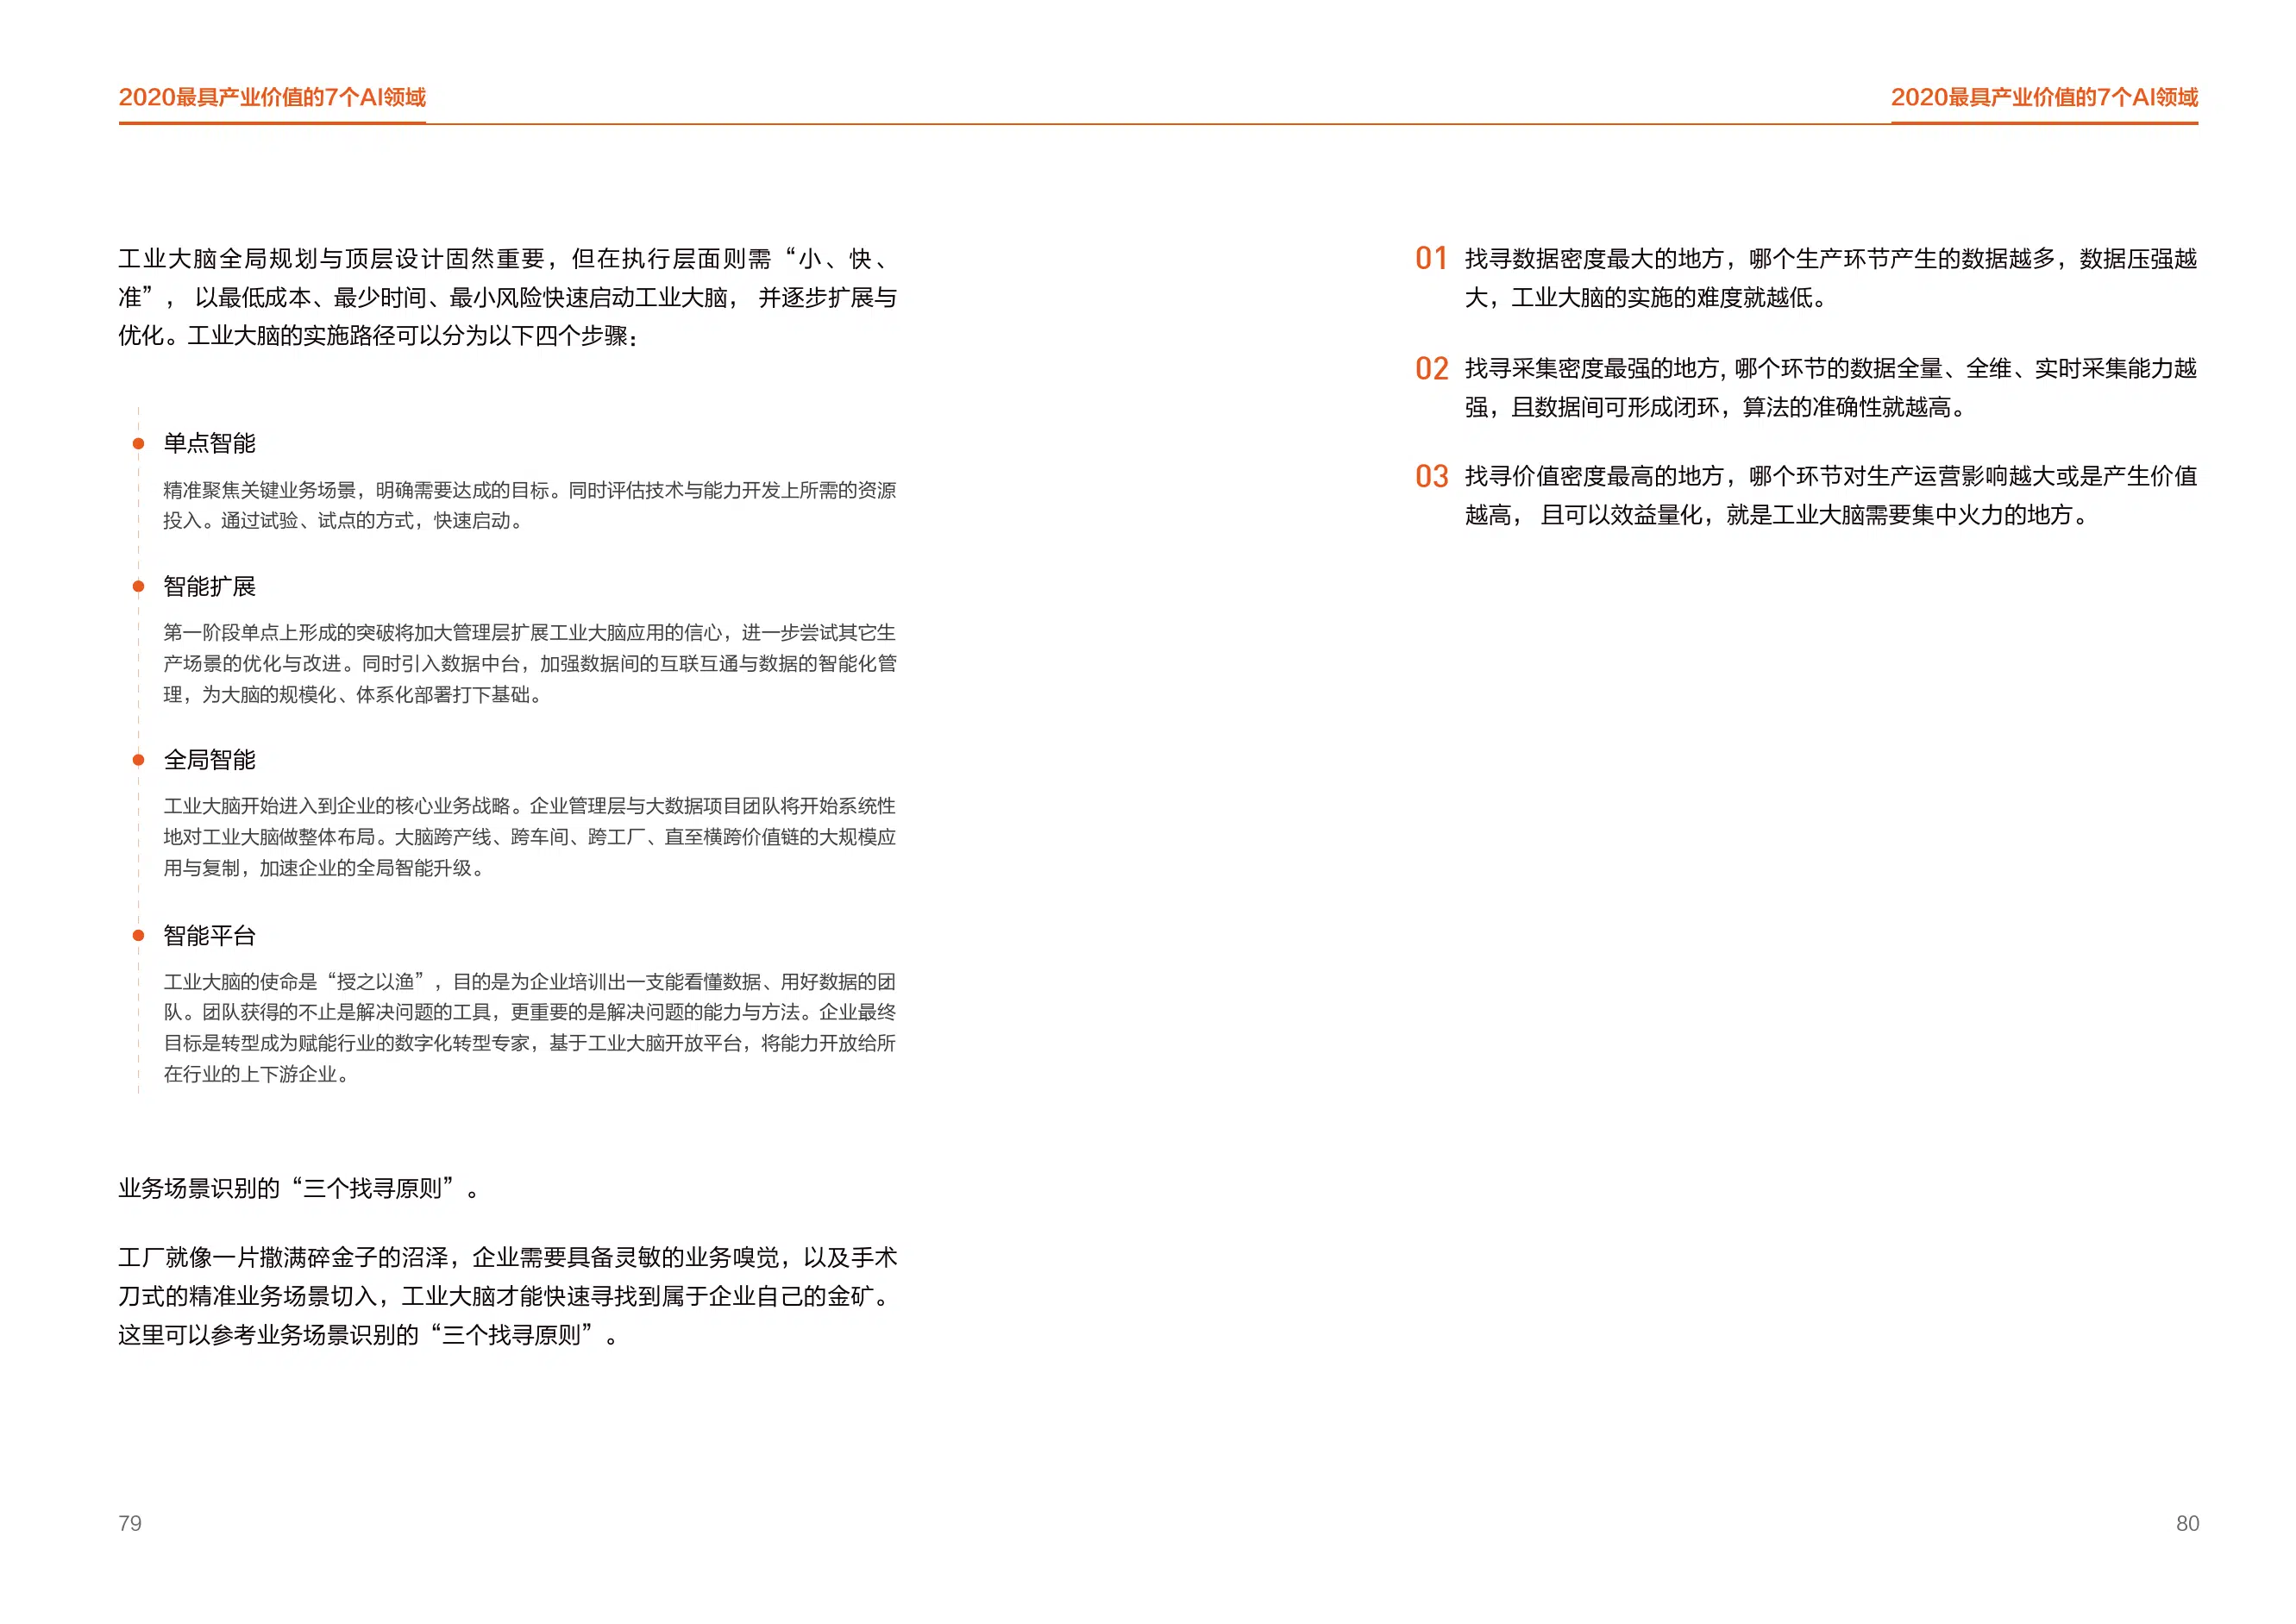 2020最具产业价值的7个AI领域
工业大脑全局规划与顶层设计固然重要，但在执行层面则需“小、快、
准”， 以最低成本、最少时间、最小风险快速启动工业大脑， 并逐步扩展与
优化。工业大脑的实施路径可以分为以下四个步骤：
单点智能
精准聚焦关键业务场景，明确需要达成的目标。同时评估技术与能力开发上所需的资源
投入。通过试验、试点的方式，快速启动。
智能扩展
第一阶段单点上形成的突破将加大管理层扩展工业大脑应用的信心，进一步尝试其它生
产场景的优化与改进。同时引入数据中台，加强数据间的互联互通与数据的智能化管
理，为大脑的规模化、体系化部署打下基础。
全局智能
工业大脑开始进入到企业的核心业务战略。企业管理层与大数据项目团队将开始系统性
地对工业大脑做整体布局。大脑跨产线、跨车间、跨工厂、直至横跨价值链的大规模应
用与复制，加速企业的全局智能升级。
智能平台
工业大脑的使命是“授之以渔”，目的是为企业培训出一支能看懂数据、用好数据的团
队。团队获得的不止是解决问题的工具，更重要的是解决问题的能力与方法。企业最终
目标是转型成为赋能行业的数字化转型专家，基于工业大脑开放平台，将能力开放给所
在行业的上下游企业。
业务场景识别的“三个找寻原则”。
工厂就像一片撒满碎金子的沼泽，企业需要具备灵敏的业务嗅觉，以及手术
刀式的精准业务场景切入，工业大脑才能快速寻找到属于企业自己的金矿。
这里可以参考业务场景识别的“三个找寻原则”。
79
2020最具产业价值的7个AI领域
01 找寻数据密度最大的地方，哪个生产环节产生的数据越多，数据压强越
大，工业大脑的实施的难度就越低。
02 找寻采集密度最强的地方, 哪个环节的数据全量、全维、实时采集能力越
强，且数据间可形成闭环，算法的准确性就越高。
03 找寻价值密度最高的地方，哪个环节对生产运营影响越大或是产生价值
越高， 且可以效益量化，就是工业大脑需要集中火力的地方。
80